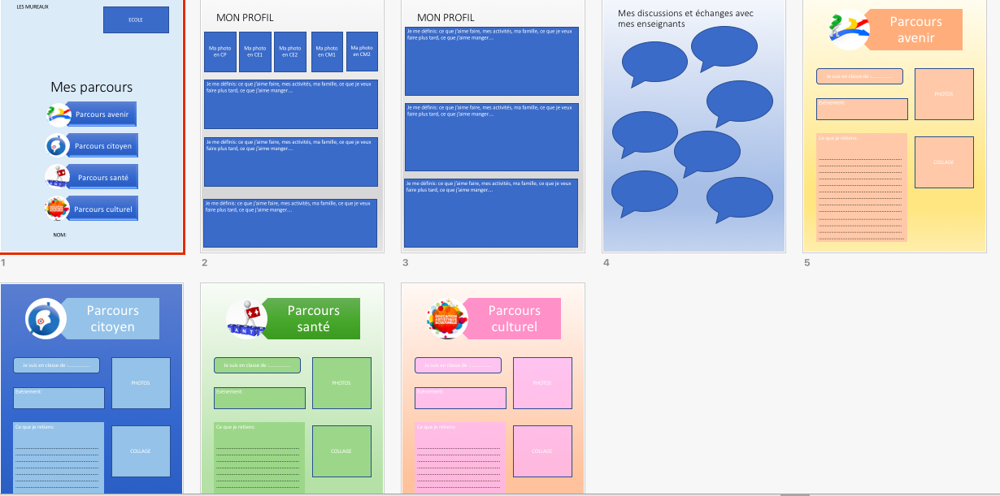 LES MUREAUX
ECOLE
Mes parcours
Parcours avenir
Parcours citoyen
Parcours santé
Parcours culturel
NOM:
1
MON PROFIL
Ma photo
en CP
Ma photo
en CE1
Ma photo
en CE2
Ma photo
en CM1
Ma photo
en CM2
Je me définis: ce que j'aime faire, mes activités, ma famille, ce que je veux
faire plus tard, ce que j'aime manger....
Je me définis: ce que j'aime faire, mes activités, ma famille, ce que je veux
faire plus tard, ce que j'aime manger....
Je me définis: ce que j'aime faire, mes activités, ma famille, ce que je veux
faire plus tard, ce que j'aime manger....
2
MON PROFIL
Je me définis: ce que j'aime faire, mes activités, ma famille, ce que je veux
faire plus tard, ce que j'aime manger....
Je me définis: ce que j'aime faire, mes activités, ma famille, ce que je veux
faire plus tard, ce que j'aime manger....
Je me définis: ce que j'aime faire, mes activités, ma famille, ce que je veux
faire plus tard, ce que j'aime manger....
3
Mes discussions et échanges avec
mes enseignants
4
Parcours
avenir
Je suis en classe de :................
Evènement:
PHOTOS
Ce que je retiens:
COLLAGE
5
Parcours
citoyen
Je suis en classe de :................
PHOTOS
Evènement:
Ce que je retiens:
COLLAGE
SANTÉ
Parcours
santé
Je suis en classe de :................
PHOTOS
Evènement:
Ce que je retiens:
COLLAGE
ÉDUCATION
ARTISTIQUE
&CULTURELLE
Parcours
culturel
Je suis en classe de :................
PHOTOS
Evènement:
Ce que je retiens:
COLLAGE